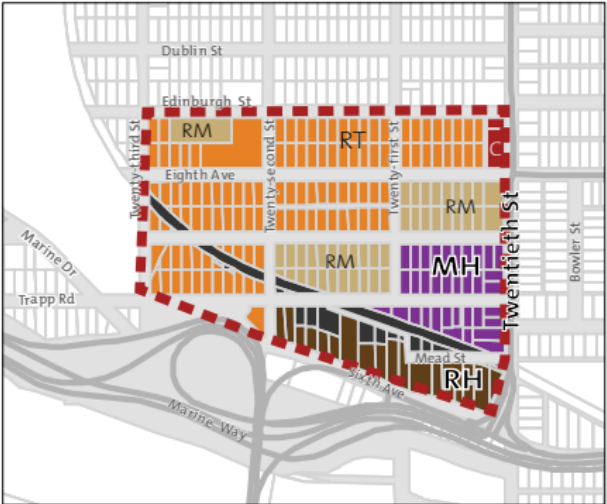 Dublin St
Edinburgh St
RM
RT
C
Twenty-third St
Twenty-second St
Twenty-first St
Eighth Ave
RM
Twentieth St
Bowler St
Marine Dr
RM
MH
Trapp Rd
Mead St
RH
Sixth Ave
Marine Way